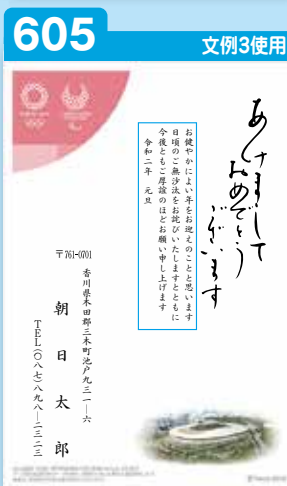 605
文例3使用
あけまして
おめでとう
ございます
お健やかによい年をお迎えのことと思います
日頃のご無沙汰をお詫びいたしますとともに
今後ともご厚誼のほどお願い申し上げます
令和二年 元旦
〒761-0701
香川県木田郡三木町池戸九三一―六
朝日太郎
TEL(〇八七)八九八―二三二三